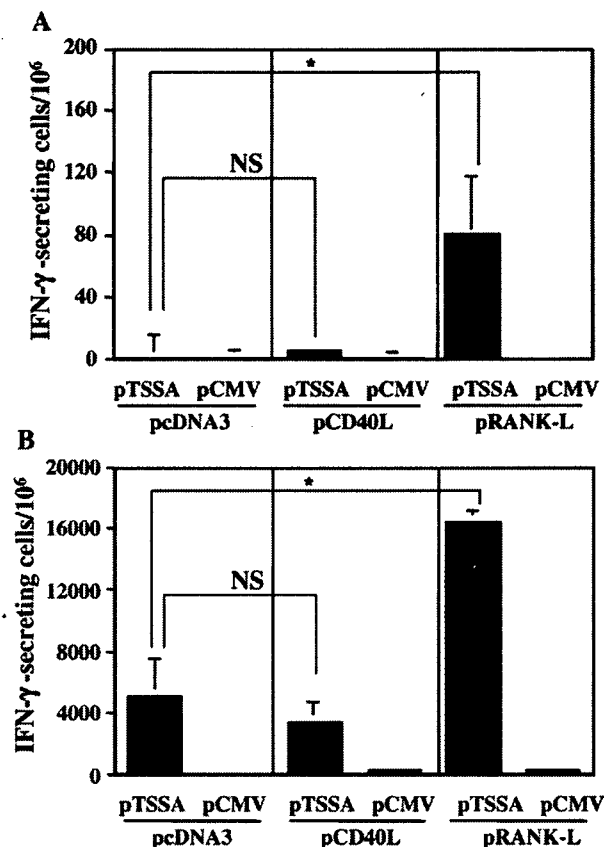 A
IFN-γ-secreting cells/10⁶
200
160
120
80
40
0
*
NS
pTSSA pCMV pTSSA pCMV pTSSA pCMV
pcDNA3 pCD40L pRANK-L
B
IFN-γ-secreting cells/10⁶
20000
16000
12000
8000
4000
0
*
NS
pTSSA pCMV pTSSA pCMV pTSSA pCMV
pcDNA3 pCD40L pRANK-L